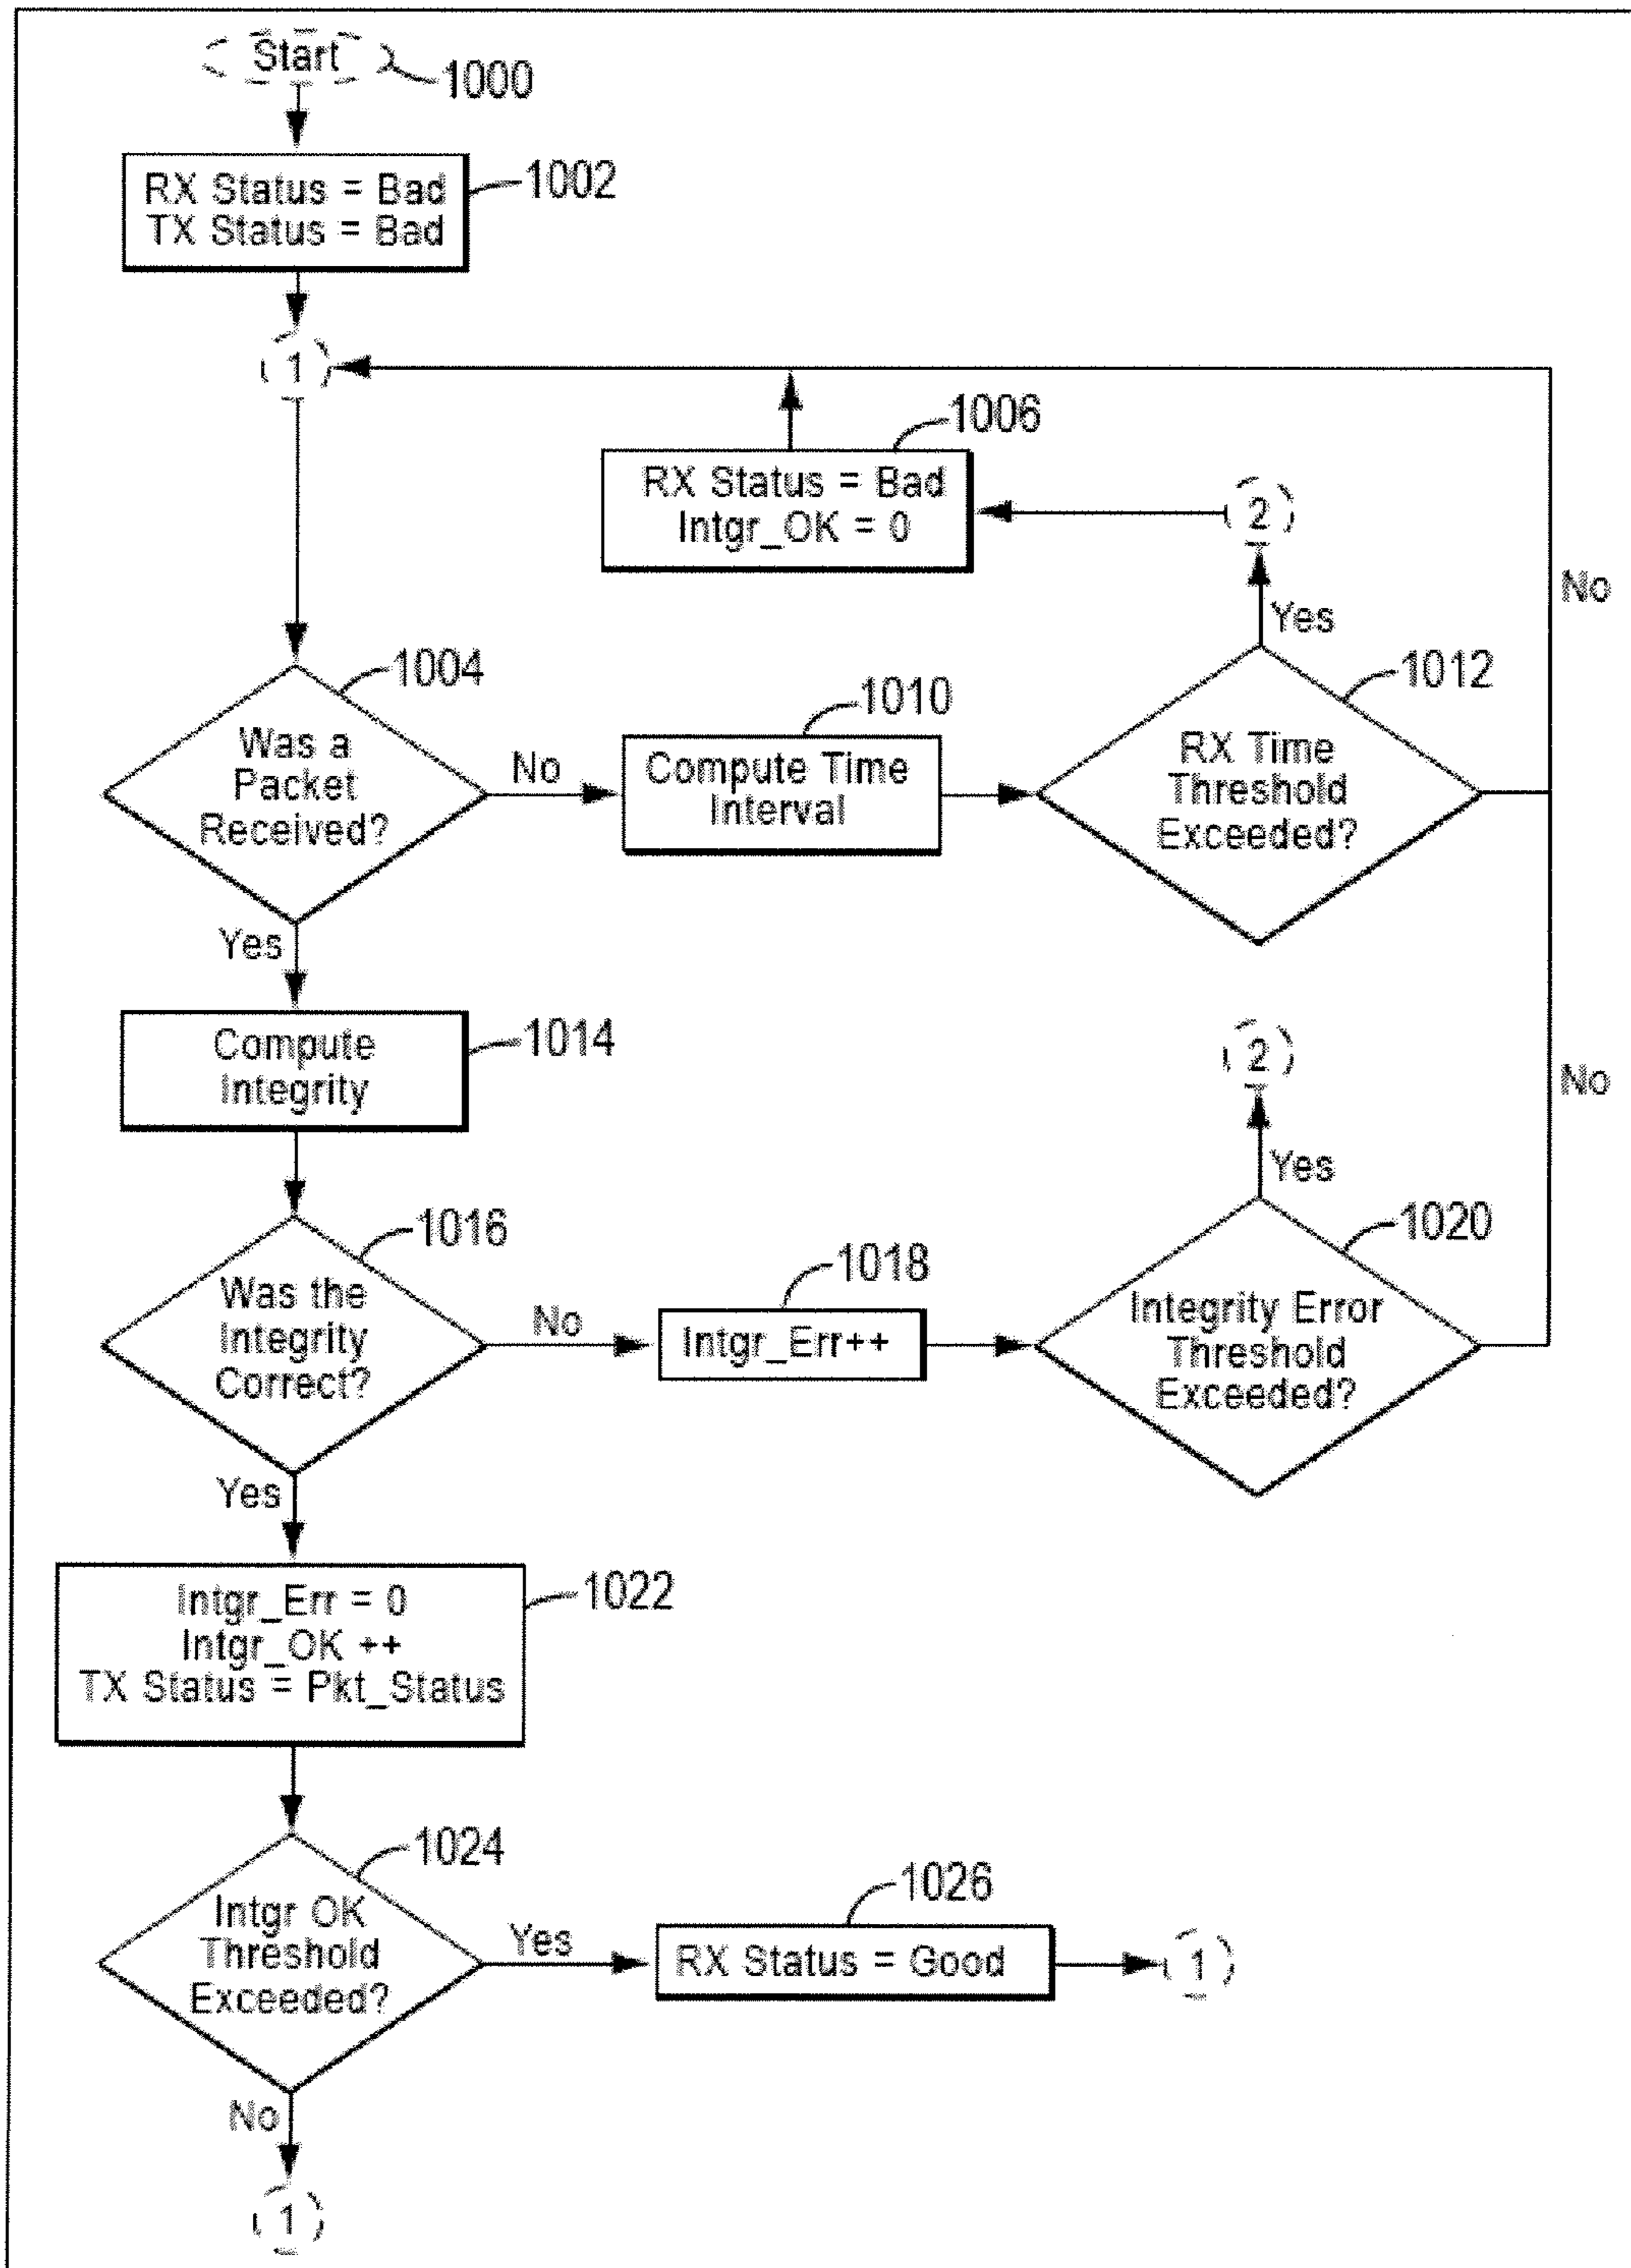 Start
1000
RX Status = Bad
TX Status = Bad
1002
1
1006
RX Status = Bad
Intgr_OK = 0
2
No
Yes
1004
Was a
Packet
Received?
No
1010
Compute Time
Interval
1012
RX Time
Threshold
Exceeded?
Yes
1014
Compute
Integrity
2
No
Yes
1016
Was the
Integrity
Correct?
No
1018
Intgr_Err++
1020
Integrity Error
Threshold
Exceeded?
Yes
1022
Intgr_Err = 0
Intgr_OK ++
TX Status = Pkt_Status
1024
Intgr OK
Threshold
Exceeded?
Yes
1026
RX Status = Good
1
No
1